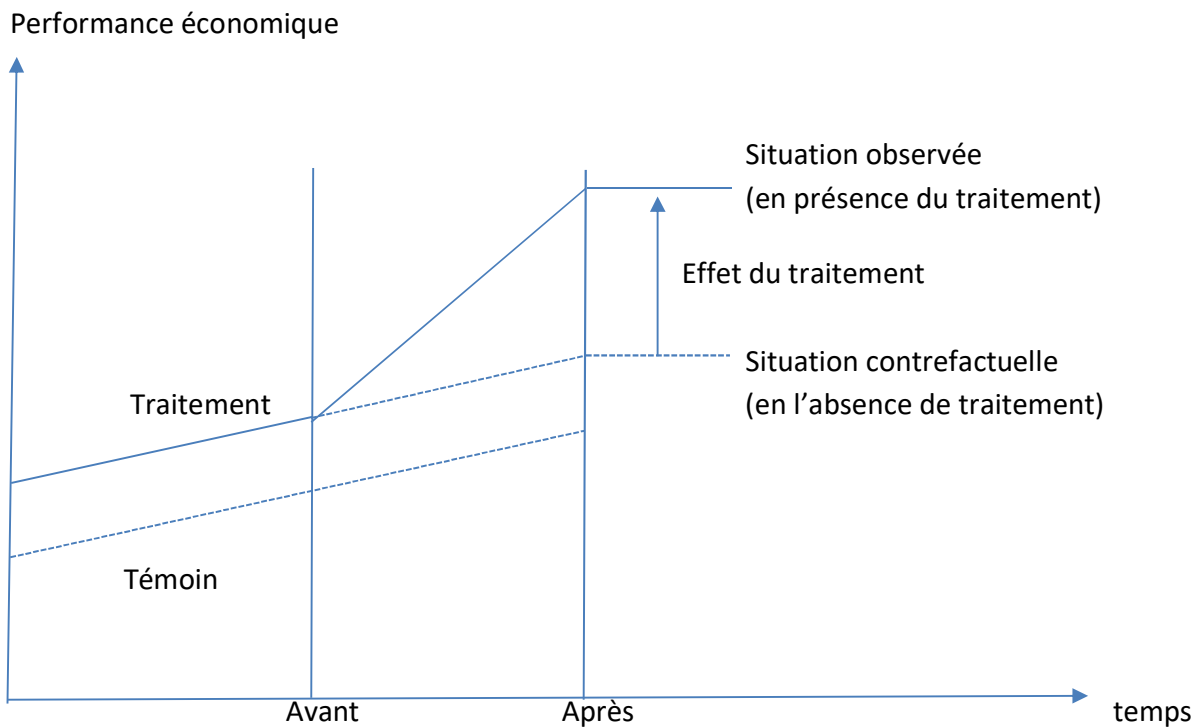 Performance économique
Situation observée
(en présence du traitement)
Effet du traitement
Situation contrefactuelle
(en l’absence de traitement)
Traitement
Témoin
Avant
Après
temps